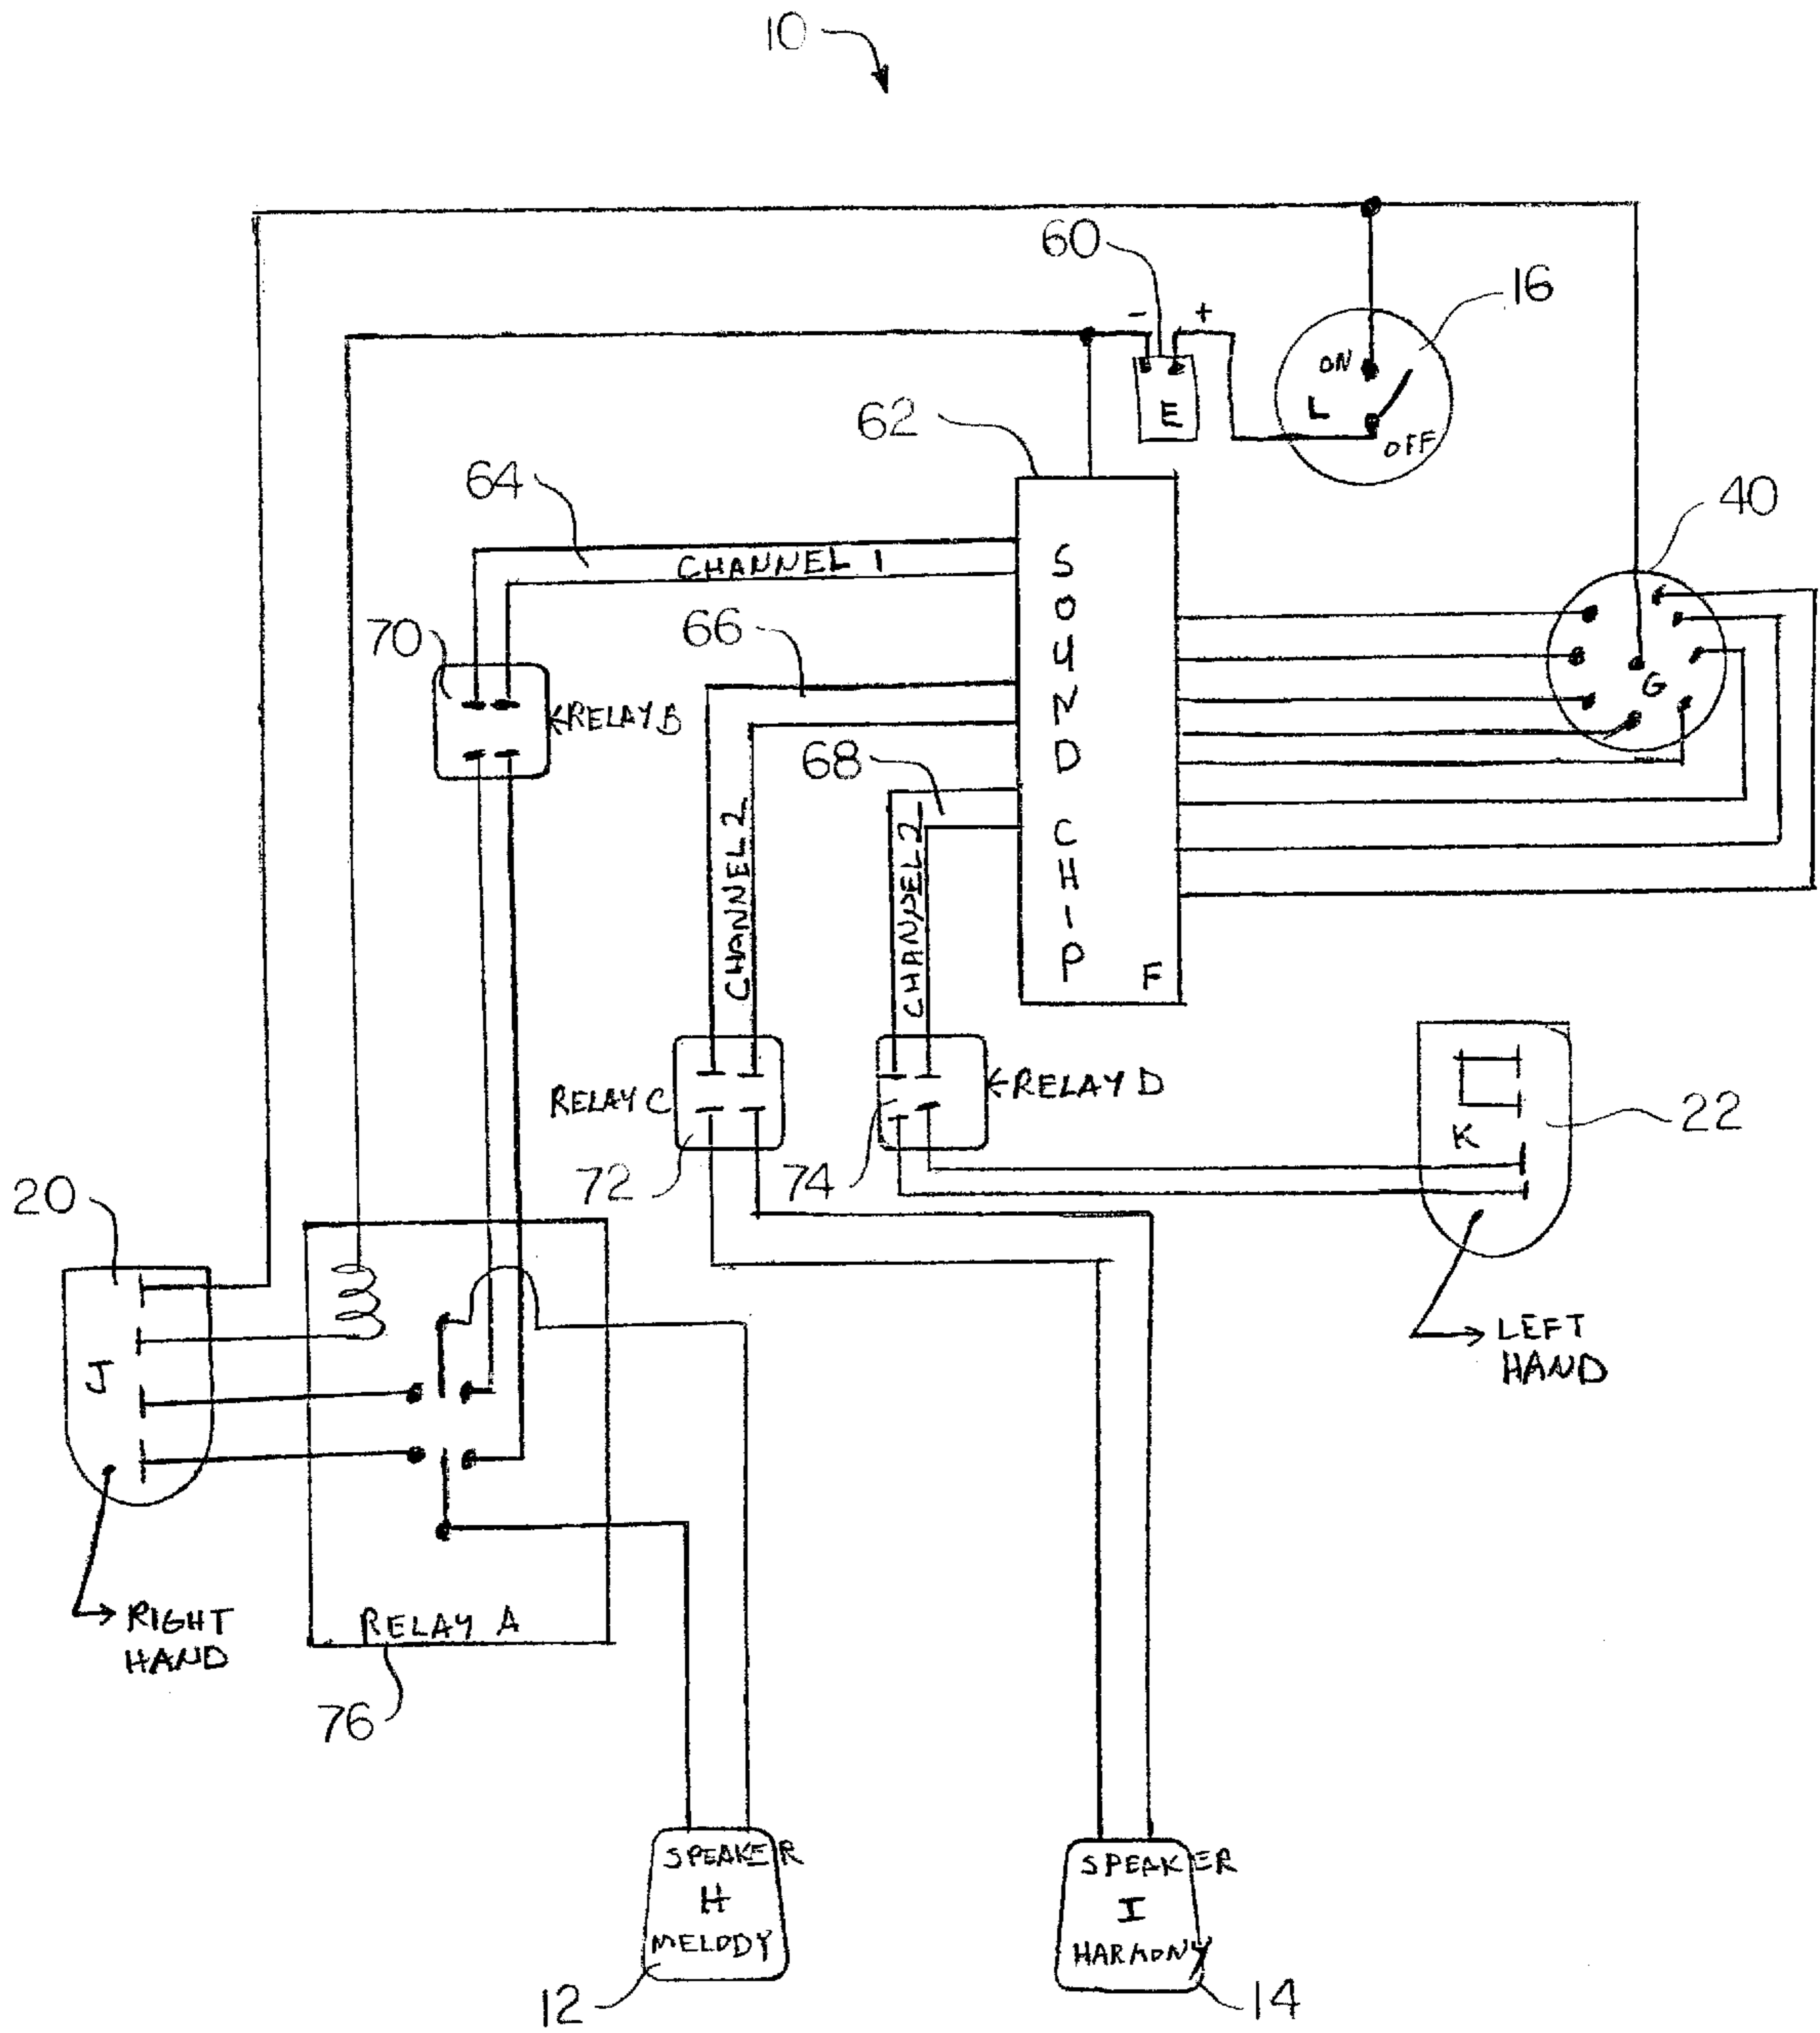 10
60
- +
16
ON
L
OFF
E
62
64
40
CHANNEL 1
SOUND CHIP
F
66
70
RELAY B
G
68
CHANNEL 2
CHANNEL 2
RELAY C
RELAY D
K
22
72
74
20
J
LEFT
HAND
RIGHT
HAND
RELAY A
76
SPEAKER
H
MELODY
12
SPEAKER
I
HARMONY
14